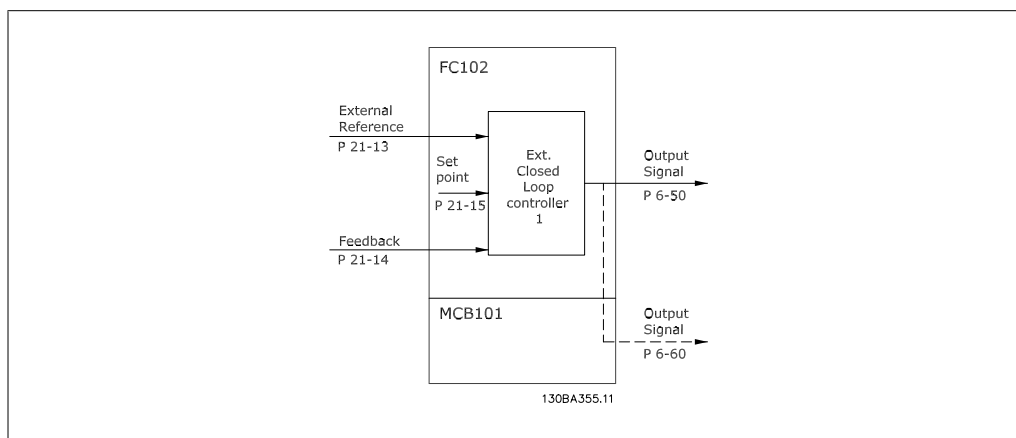 FC102
External
Reference
P 21-13
Set
point
P 21-15
Feedback
P 21-14
Ext.
Closed
Loop
controller
1
Output
Signal
P 6-50
MCB101
Output
Signal
P 6-60
130BA355.11